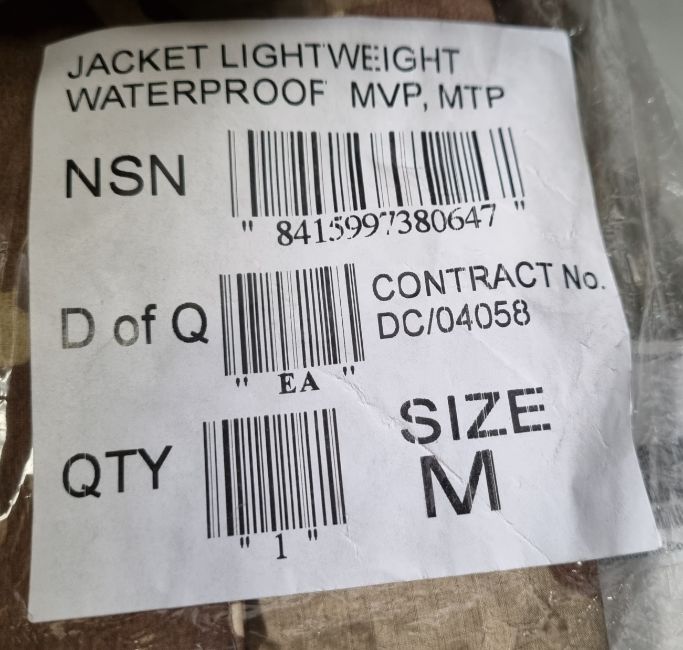 JACKET LIGHTWEIGHT
WATERPROOF MVP, MTP
NSN
" 8415997380647 "
D of Q
" EA "
CONTRACT No.
DC/04058
QTY
" 1 "
SIZE
M